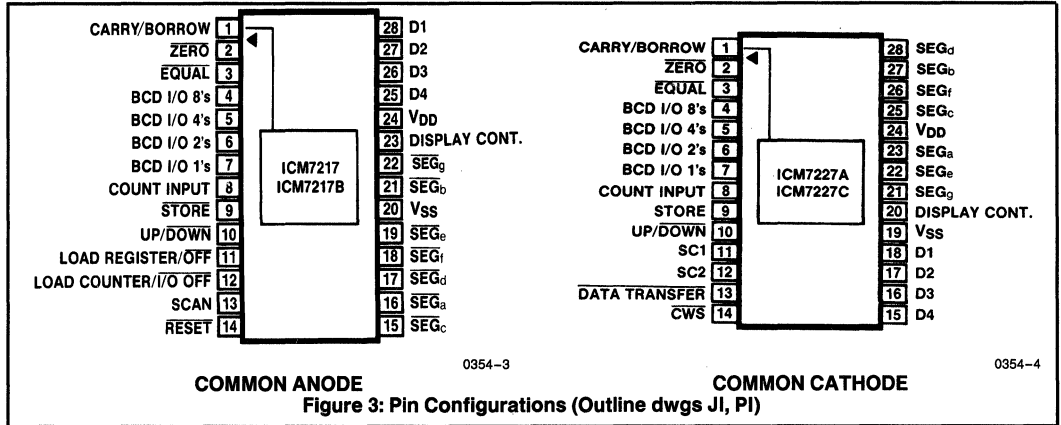 CARRY/BORROW 1
ZERO 2
EQUAL 3
BCD I/O 8's 4
BCD I/O 4's 5
BCD I/O 2's 6
BCD I/O 1's 7
COUNT INPUT 8
STORE 9
UP/DOWN 10
LOAD REGISTER/OFF 11
LOAD COUNTER/I/O OFF 12
SCAN 13
RESET 14
ICM7217
ICM7217B
28 D1
27 D2
26 D3
25 D4
24 VDD
23 DISPLAY CONT.
22 SEGg
21 SEGb
20 VSS
19 SEGe
18 SEGf
17 SEGd
16 SEGa
15 SEGc
0354–3
COMMON ANODE
CARRY/BORROW 1
ZERO 2
EQUAL 3
BCD I/O 8's 4
BCD I/O 4's 5
BCD I/O 2's 6
BCD I/O 1's 7
COUNT INPUT 8
STORE 9
UP/DOWN 10
SC1 11
SC2 12
DATA TRANSFER 13
CWS 14
ICM7227A
ICM7227C
28 SEGd
27 SEGb
26 SEGf
25 SEGc
24 VDD
23 SEGa
22 SEGe
21 SEGg
20 DISPLAY CONT.
19 VSS
18 D1
17 D2
16 D3
15 D4
0354–4
COMMON CATHODE
Figure 3: Pin Configurations (Outline dwgs JI, PI)